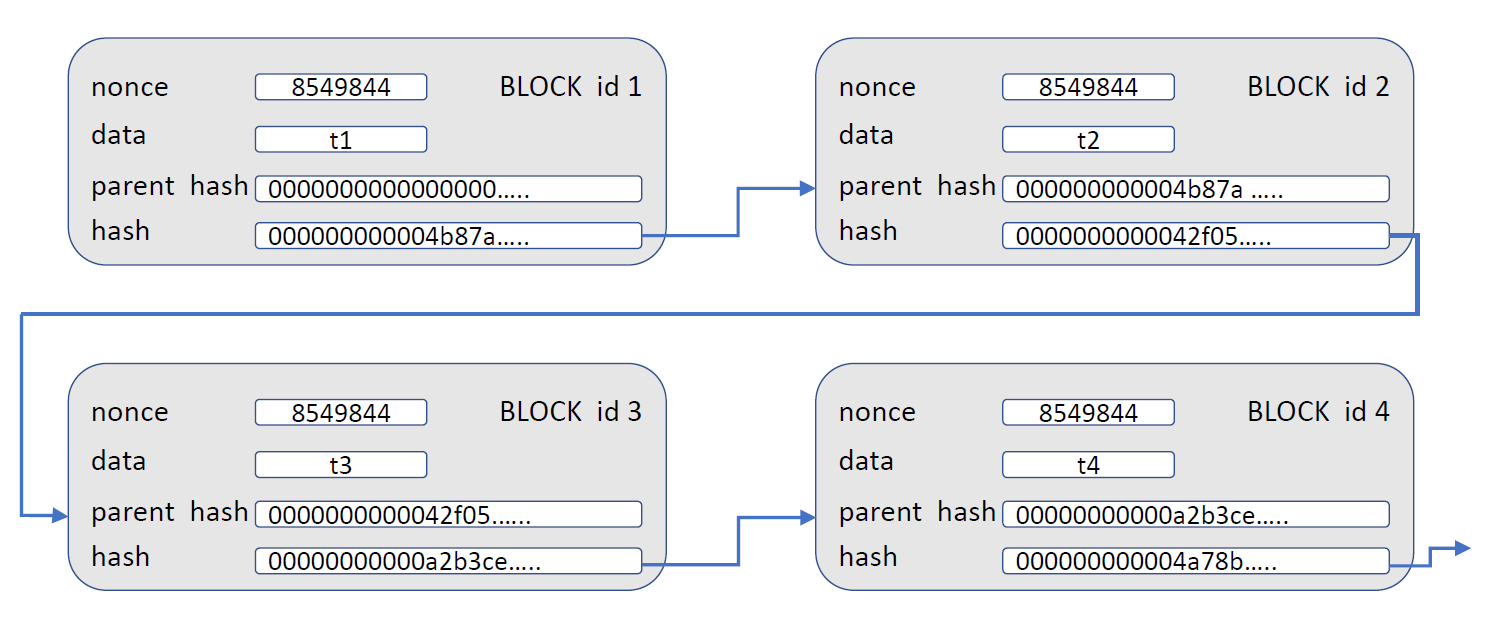 nonce 8549844 BLOCK id 1
data t1
parent hash 0000000000000000.....
hash 000000000004b87a.....
nonce 8549844 BLOCK id 2
data t2
parent hash 000000000004b87a .....
hash 0000000000042f05.....
nonce 8549844 BLOCK id 3
data t3
parent hash 0000000000042f05......
hash 00000000000a2b3ce.....
nonce 8549844 BLOCK id 4
data t4
parent hash 00000000000a2b3ce.....
hash 000000000004a78b.....